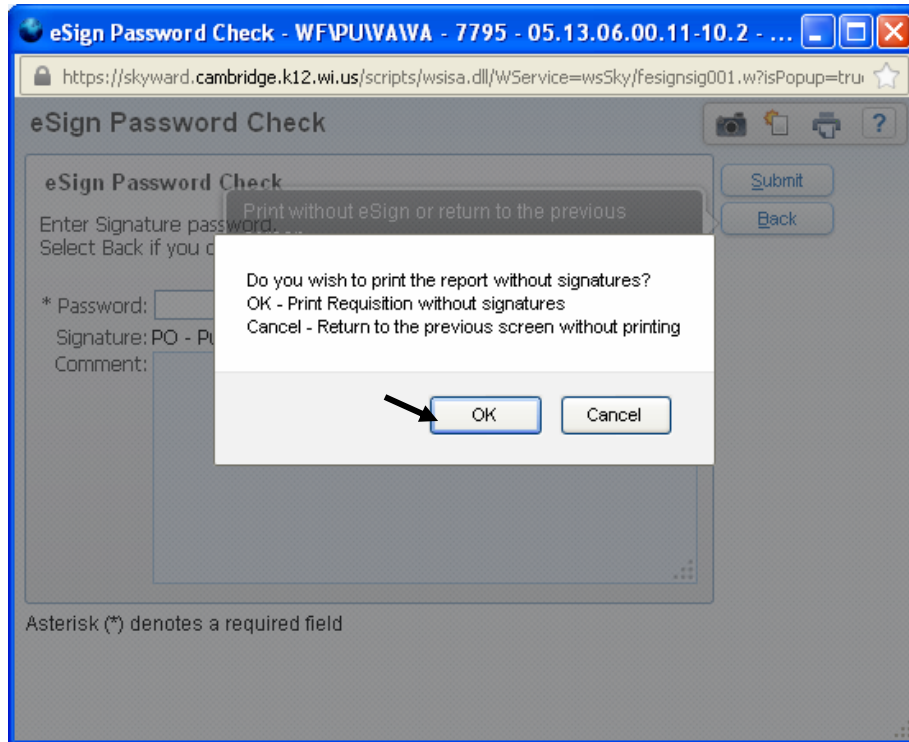 eSign Password Check - WF\PU\VA\VA - 7795 - 05.13.06.00.11-10.2 - ...
https://skyward.cambridge.k12.wi.us/scripts/wsisa.dll/WService=wsSky/fesignsig001.w?isPopup=tru
eSign Password Check
?
eSign Password Check
Submit
Print without eSign or return to the previous
Enter Signature password.
Back
Select Back if you
Do you wish to print the report without signatures?
OK - Print Requisition without signatures
Cancel - Return to the previous screen without printing
* Password:
Signature: PO -
Comment:
OK
Cancel
Asterisk (*) denotes a required field